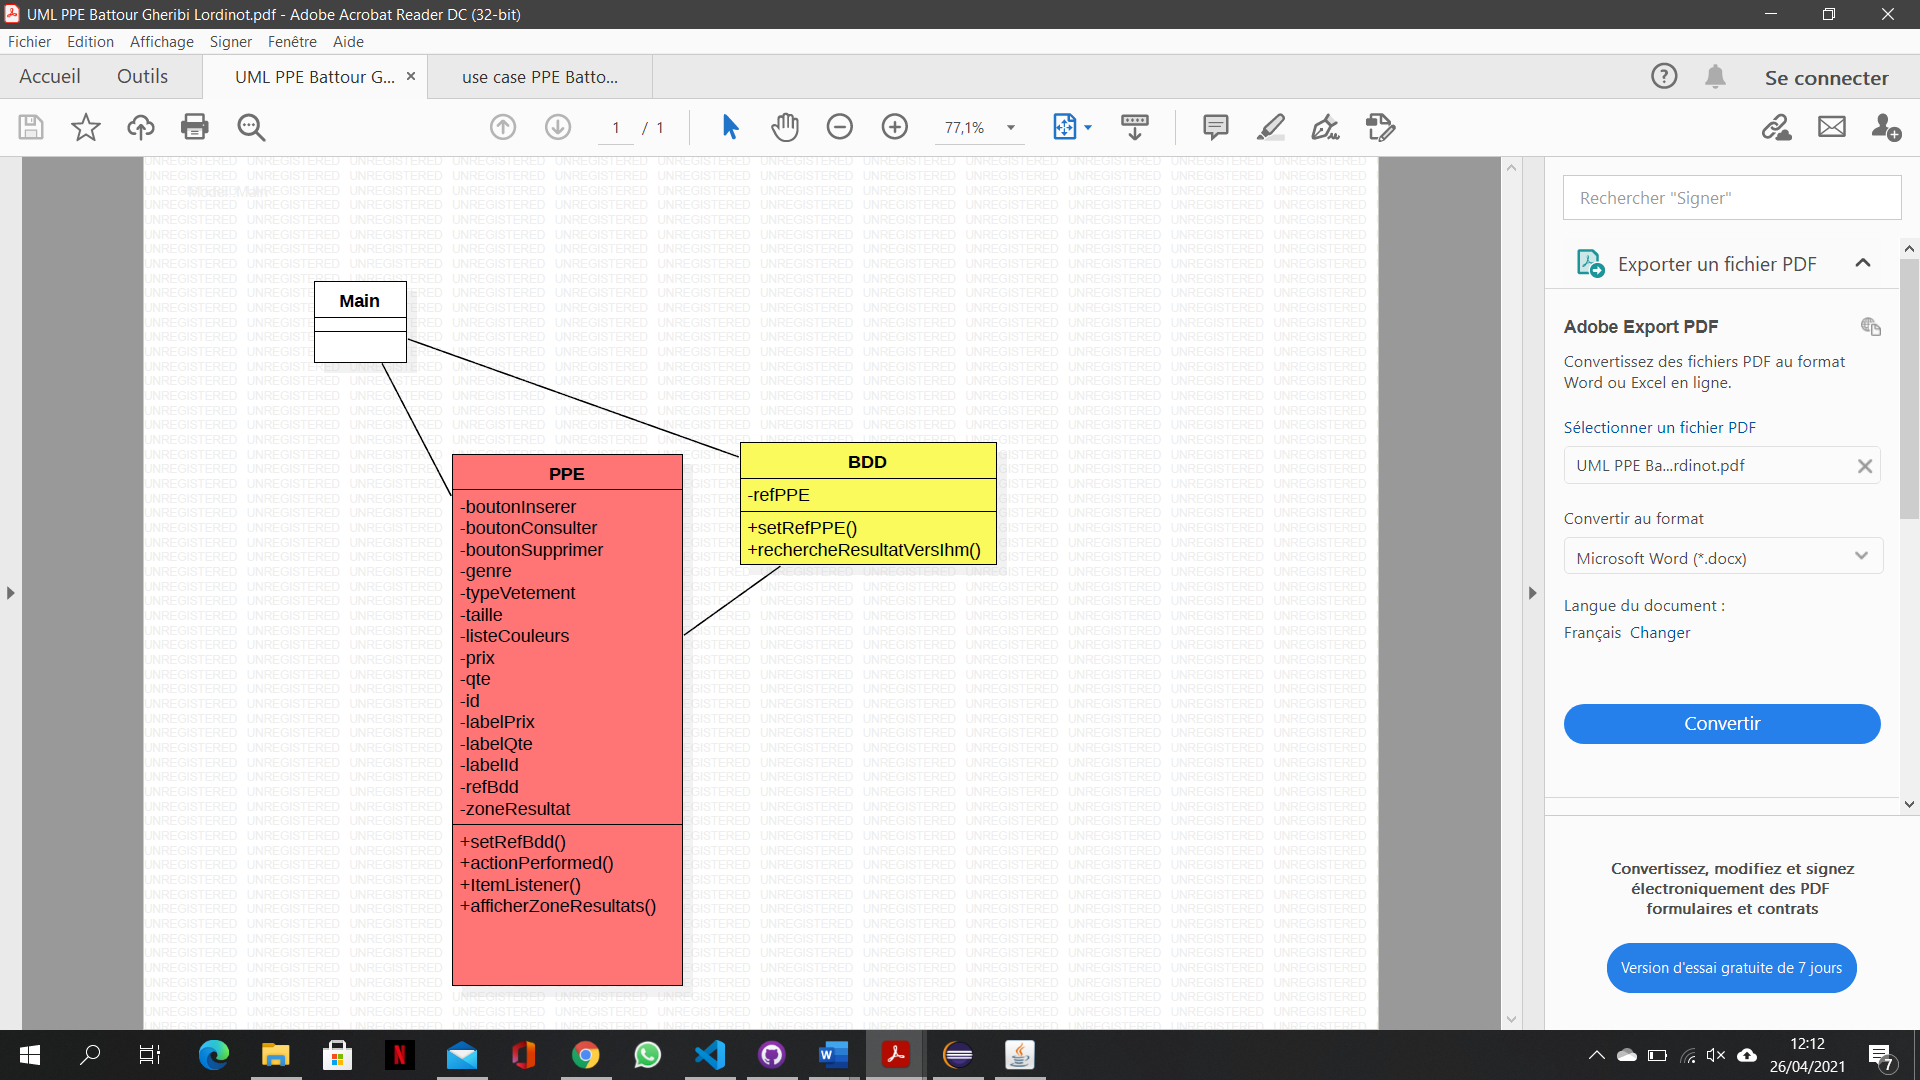 UML PPE Battour Gheribi Lordinot.pdf - Adobe Acrobat Reader DC (32-bit)
Fichier Edition Affichage Signer Fenêtre Aide
Accueil Outils UML PPE Battour G... × use case PPE Batto... Se connecter
1 / 1 77,1%
Rechercher "Signer"
Exporter un fichier PDF
Adobe Export PDF
Convertissez des fichiers PDF au format
Word ou Excel en ligne.
Sélectionner un fichier PDF
UML PPE Ba...rdinot.pdf
Convertir au format
Microsoft Word (*.docx)
Langue du document :
Français Changer
Convertir
Convertissez, modifiez et signez
électroniquement des PDF
formulaires et contrats
Version d'essai gratuite de 7 jours
Main
PPE
-boutonInserer
-boutonConsulter
-boutonSupprimer
-genre
-typeVetement
-taille
-listeCouleurs
-prix
-qte
-id
-labelPrix
-labelQte
-labelId
-refBdd
-zoneResultat
+setRefBdd()
+actionPerformed()
+ItemListener()
+afficherZoneResultats()
BDD
-refPPE
+setRefPPE()
+rechercheResultatVersIhm()
UNREGISTERED
12:12
26/04/2021
7